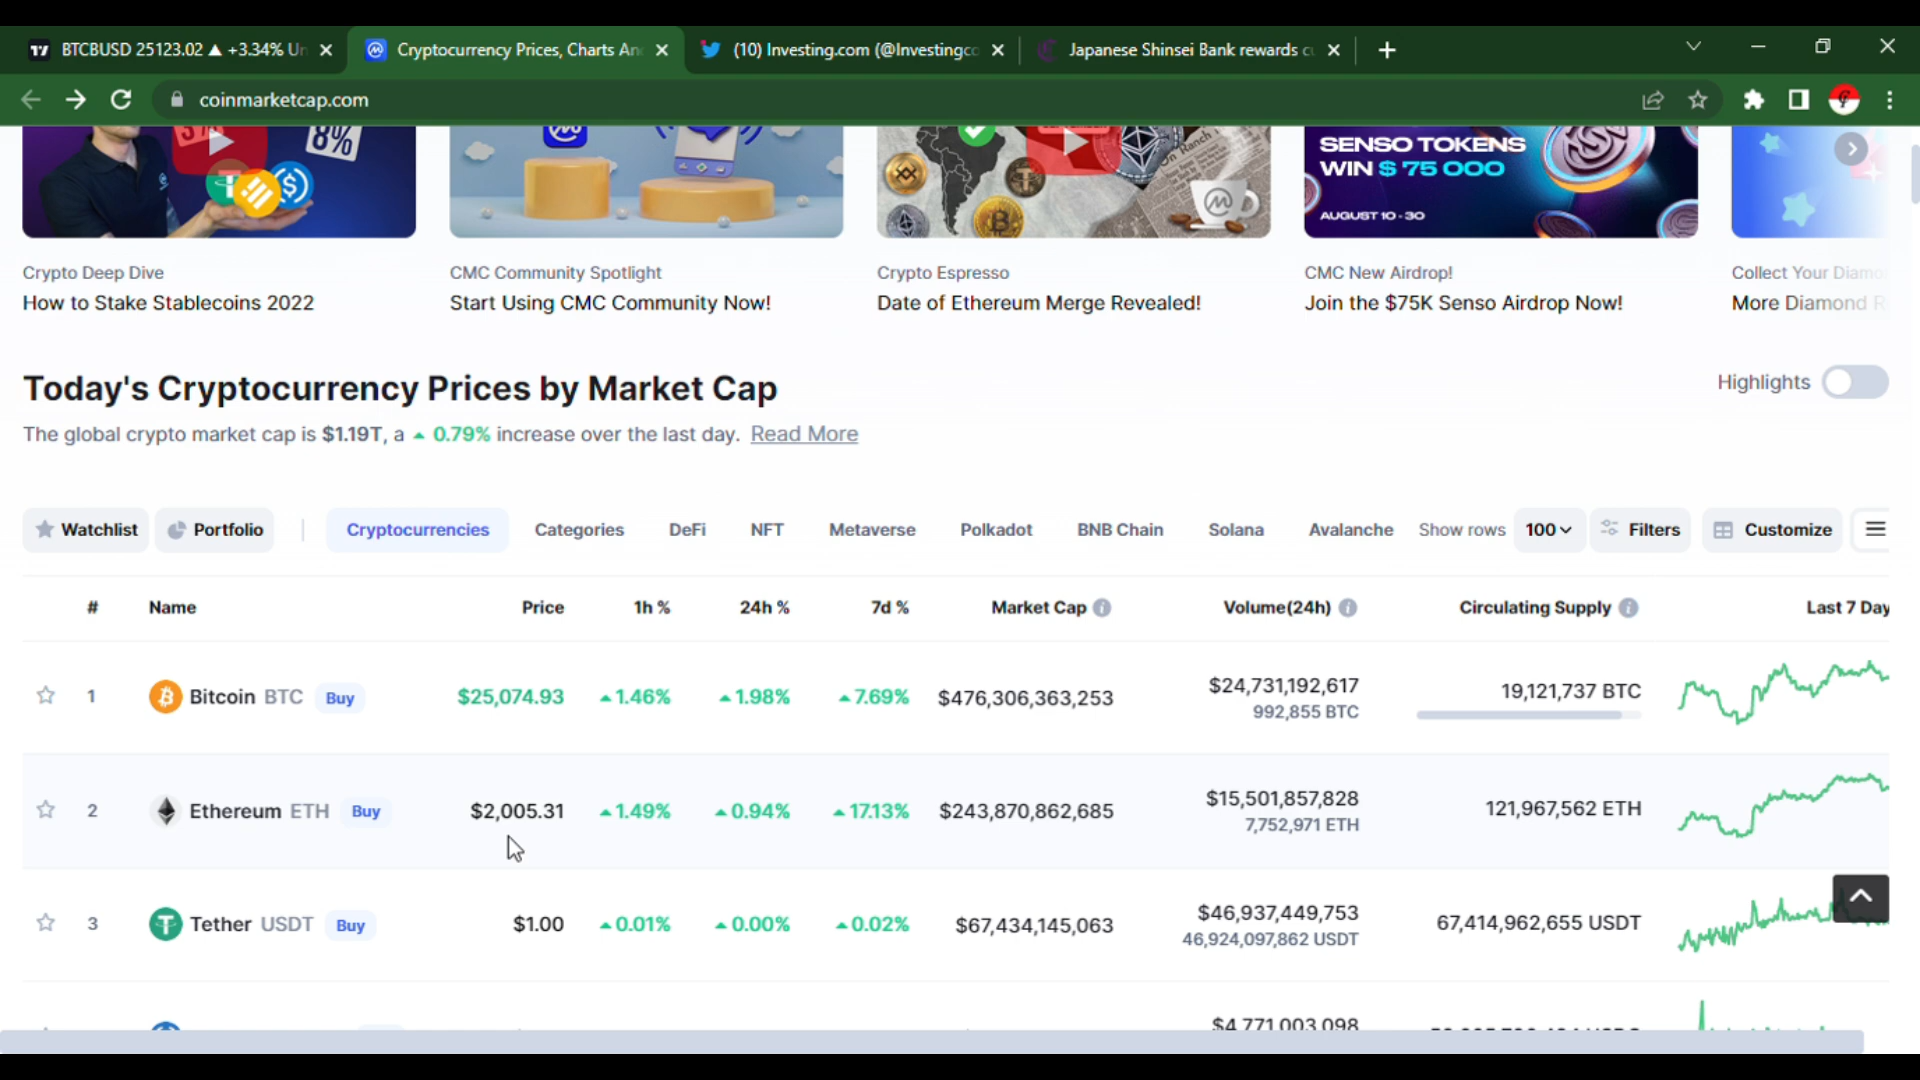 BTCBUSD 25123.02 ▲ +3.34% Un
Cryptocurrency Prices, Charts An
(10) Investing.com (@Investingco
Japanese Shinsei Bank rewards cu
coinmarketcap.com
8%
SENSO TOKENS
WIN $ 75 000
AUGUST 10 - 30
Crypto Deep Dive
How to Stake Stablecoins 2022
CMC Community Spotlight
Start Using CMC Community Now!
Crypto Espresso
Date of Ethereum Merge Revealed!
CMC New Airdrop!
Join the $75K Senso Airdrop Now!
Collect Your Diamo
More Diamond R
Today's Cryptocurrency Prices by Market Cap
Highlights
The global crypto market cap is $1.19T, a ▲ 0.79% increase over the last day. Read More
Watchlist Portfolio Cryptocurrencies Categories DeFi NFT Metaverse Polkadot BNB Chain Solana Avalanche Show rows 100 Filters Customize
# Name Price 1h % 24h % 7d % Market Cap Volume(24h) Circulating Supply Last 7 Day
1 Bitcoin BTC Buy $25,074.93 ▲1.46% ▲1.98% ▲7.69% $476,306,363,253 $24,731,192,617 19,121,737 BTC
992,855 BTC
2 Ethereum ETH Buy $2,005.31 ▲1.49% ▲0.94% ▲17.13% $243,870,862,685 $15,501,857,828 121,967,562 ETH
7,752,971 ETH
3 Tether USDT Buy $1.00 ▲0.01% ▲0.00% ▲0.02% $67,434,145,063 $46,937,449,753 67,414,962,655 USDT
46,924,097,862 USDT
$4,771,003,098